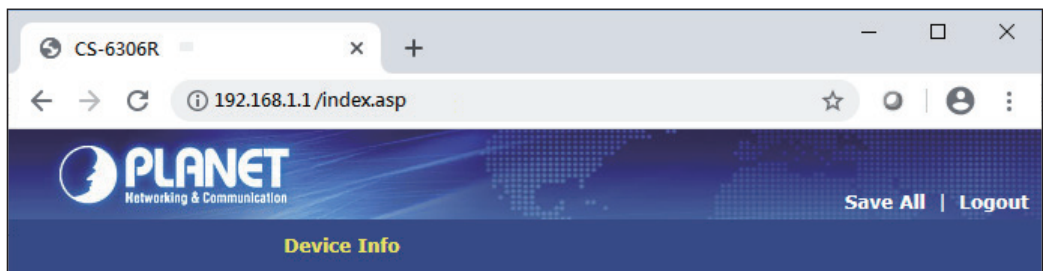 CS-6306R
192.168.1.1/index.asp
PLANET
Networking & Communication
Save All | Logout
Device Info